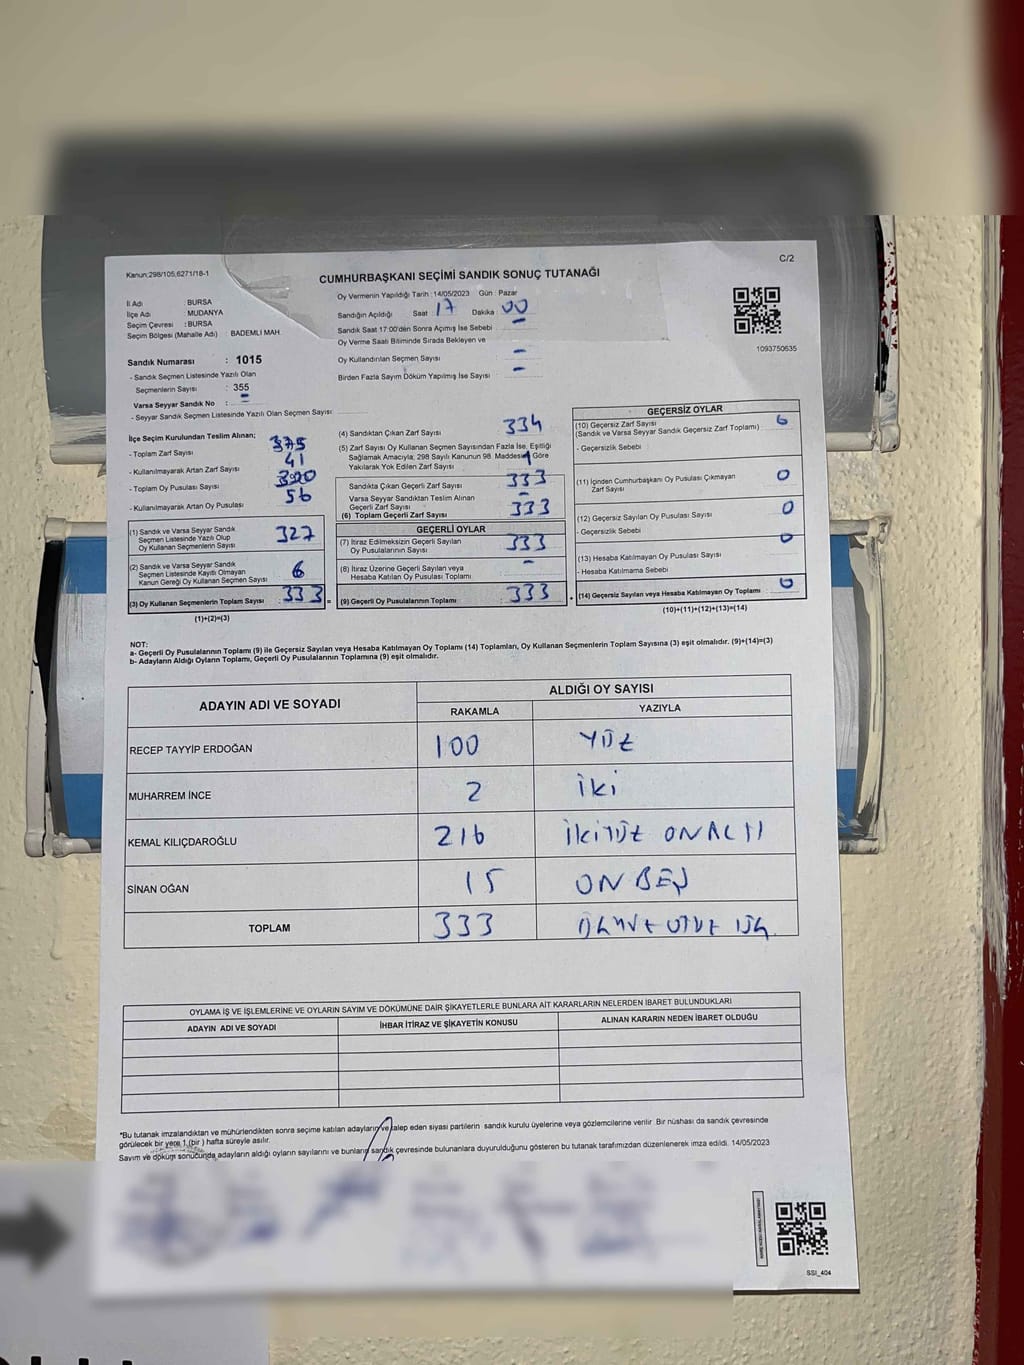 Kanun;298/105,6271/18-1
C/2
CUMHURBAŞKANI SEÇİMİ SANDIK SONUÇ TUTANAĞI
İl Adı : BURSA
İlçe Adı : MUDANYA
Seçim Çevresi : BURSA
Seçim Bölgesi (Mahalle Adı) : BADEMLİ MAH.
Sandık Numarası : 1015
- Sandık Seçmen Listesinde Yazılı Olan
Seçmenlerin Sayısı : 355
Varsa Seyyar Sandık No : -
- Seyyar Sandık Seçmen Listesinde Yazılı Olan Seçmen Sayısı:
Oy Vermenin Yapıldığı Tarih : 14/05/2023 Gün : Pazar
Sandığın Açıldığı Saat : 17 Dakika : 00
Sandık Saat 17:00'den Sonra Açımış İse Sebebi : -
Oy Verme Saati Bitiminde Sırada Bekleyen ve
Oy Kullandırılan Seçmen Sayısı : -
Birden Fazla Sayım Döküm Yapılmış İse Sayısı : -
1093750635
İlçe Seçim Kurulundan Teslim Alınan;
- Toplam Zarf Sayısı : 375
- Kullanılmayarak Artan Zarf Sayısı : 41
- Toplam Oy Pusulası Sayısı
- Kullanılmayarak Artan Oy Pusulası : 56
(1) Sandık ve Varsa Seyyar Sandık
Seçmen Listesinde Yazılı Olup
Oy Kullanan Seçmenlerin Sayısı 327
(2) Sandık ve Varsa Seyyar Sandık
Seçmen Listesinde Kayıtlı Olmayan
Kanun Gereği Oy Kullanan Seçmen Sayısı : 6
(3) Oy Kullanan Seçmenlerin Toplam Sayısı : 333 =
(1)+(2)=(3)
(4) Sandıktan Çıkan Zarf Sayısı : 334
(5) Zarf Sayısı Oy Kullanan Seçmen Sayısından Fazla İse, Eşitliği
Sağlamak Amacıyla; 298 Sayılı Kanunun 98. Maddesine Göre
Yakılarak Yok Edilen Zarf Sayısı : 1
Sandıkta Çıkan Geçerli Zarf Sayısı : 333
Varsa Seyyar Sandıktan Teslim Alınan
Geçerli Zarf Sayısı : -
(6) Toplam Geçerli Zarf Sayısı : 333
GEÇERLİ OYLAR
(7) İtiraz Edilmeksizin Geçerli Sayılan
Oy Pusulalarının Sayısı : 333
(8) İtiraz Üzerine Geçerli Sayılan veya
Hesaba Katılan Oy Pusulası Toplamı : -
(9) Geçerli Oy Pusulalarının Toplamı : 333 +
GEÇERSİZ OYLAR
(10) Geçersiz Zarf Sayısı : 0
(Sandık ve Varsa Seyyar Sandık Geçersiz Zarf Toplamı)
- Geçersizlik Sebebi
(11) İçinden Cumhurbaşkanı Oy Pusulası Çıkmayan : 0
Zarf Sayısı
(12) Geçersiz Sayılan Oy Pusulası Sayısı : 0
- Geçersizlik Sebebi
(13) Hesaba Katılmayan Oy Pusulası Sayısı : 0
- Hesaba Katılmama Sebebi
(14) Geçersiz Sayılan veya Hesaba Katılmayan Oy Toplamı : 0
(10)+(11)+(12)+(13)=(14)
NOT:
a- Geçerli Oy Pusulalarının Toplamı (9) ile Geçersiz Sayılan veya Hesaba Katılmayan Oy Toplamı (14) Toplamları, Oy Kullanan Seçmenlerin Toplam Sayısına (3) eşit olmalıdır. (9)+(14)=(3)
b- Adayların Aldığı Oyların Toplamı, Geçerli Oy Pusulalarının Toplamına (9) eşit olmalıdır.
ADAYIN ADI VE SOYADI ALDIĞI OY SAYISI
RAKAMLA YAZIYLA
RECEP TAYYİP ERDOĞAN 100 YÜZ
MUHARREM İNCE 2 İki
KEMAL KILIÇDAROĞLU 216 İKİYÜZ ONALTI
SİNAN OĞAN 15 ON BEŞ
TOPLAM 333 ÜÇYÜZ OTUZ ÜÇ
OYLAMA İŞ VE İŞLEMLERİNE VE OYLARIN SAYIM VE DÖKÜMÜNE DAİR ŞİKAYETLERLE BUNLARA AİT KARARLARIN NELERDEN İBARET BULUNDUKLARI
ADAYIN ADI VE SOYADI İHBAR İTİRAZ VE ŞİKAYETİN KONUSU ALINAN KARARIN NEDEN İBARET OLDUĞU
*Bu tutanak imzalandıktan ve mühürlendikten sonra seçime katılan adayların ve talep eden siyasi partilerin sandık kurulu üyelerine veya gözlemcilerine verilir. Bir nüshası da sandık çevresinde
görülecek bir yere 1 (bir ) hafta süreyle asılır.
Sayım ve döküm sonucunda adayların aldığı oyların sayılarını ve bunların sandık çevresinde bulunanlara duyurulduğunu gösteren bu tutanak tarafımızdan düzenlenerek imza edildi. 14/05/2023
SSI_404